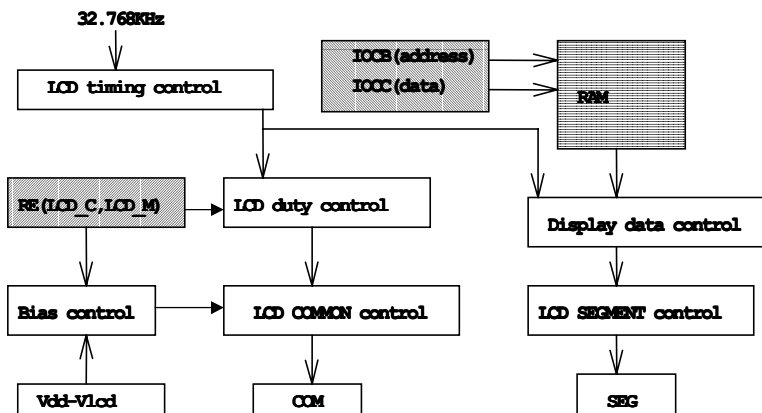 32.768KHz
LCD timing control
IOCB(address)
IOCC(data)
RAM
RE(LCD_C,LCD_M)
LCD duty control
Display data control
Bias control
LCD COMMON control
LCD SEGMENT control
Vdd-Vlcd
COM
SEG